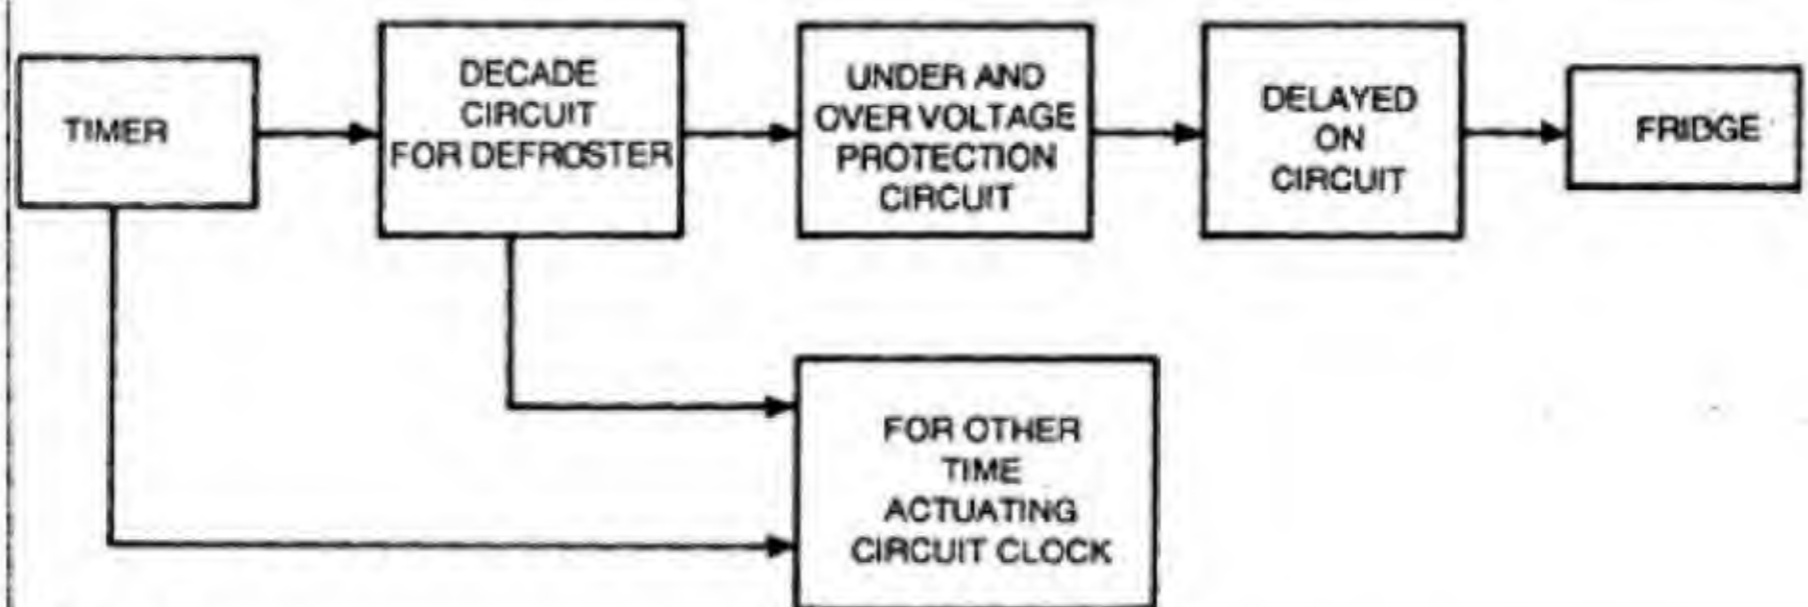 TIMER
DECADE
CIRCUIT
FOR DEFROSTER
UNDER AND
OVER VOLTAGE
PROTECTION
CIRCUIT
DELAYED
ON
CIRCUIT
FRIDGE
FOR OTHER
TIME
ACTUATING
CIRCUIT CLOCK